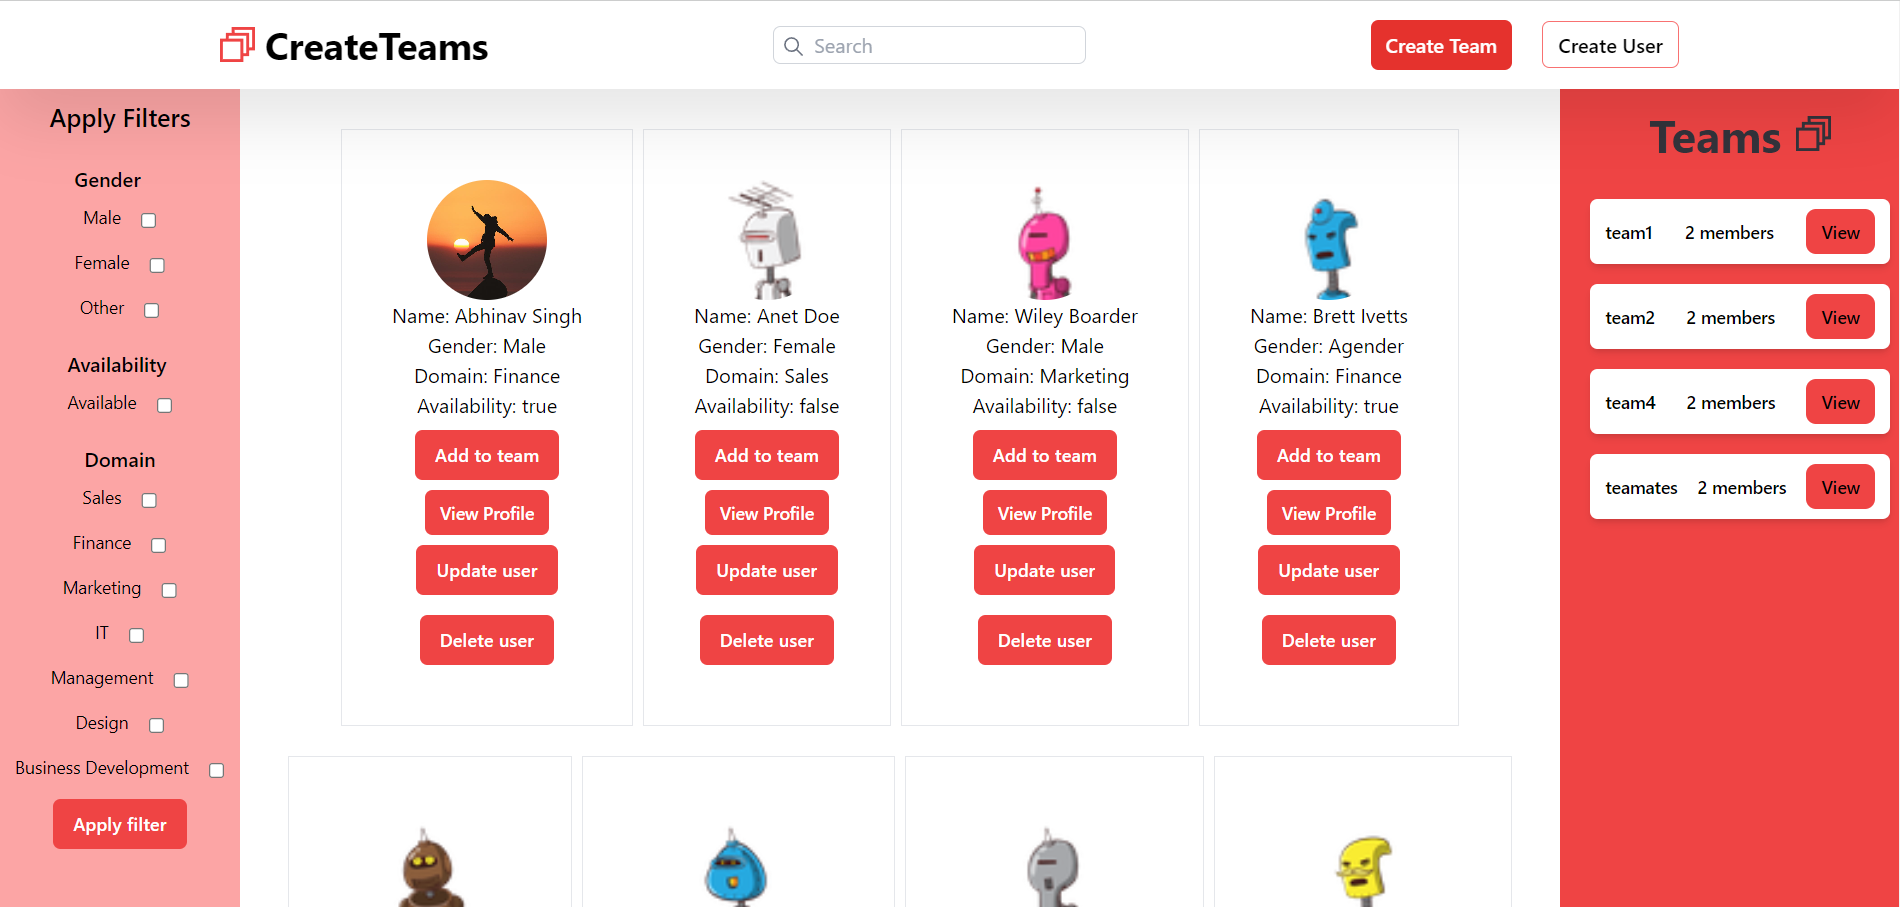 CreateTeams
Search
Create Team
Create User
Apply Filters
Gender
Male
Female
Other
Availability
Available
Domain
Sales
Finance
Marketing
IT
Management
Design
Business Development
Apply filter
Name: Abhinav Singh
Gender: Male
Domain: Finance
Availability: true
Add to team
View Profile
Update user
Delete user
Name: Anet Doe
Gender: Female
Domain: Sales
Availability: false
Add to team
View Profile
Update user
Delete user
Name: Wiley Boarder
Gender: Male
Domain: Marketing
Availability: false
Add to team
View Profile
Update user
Delete user
Name: Brett Ivetts
Gender: Agender
Domain: Finance
Availability: true
Add to team
View Profile
Update user
Delete user
Teams
team1 2 members View
team2 2 members View
team4 2 members View
teamates 2 members View